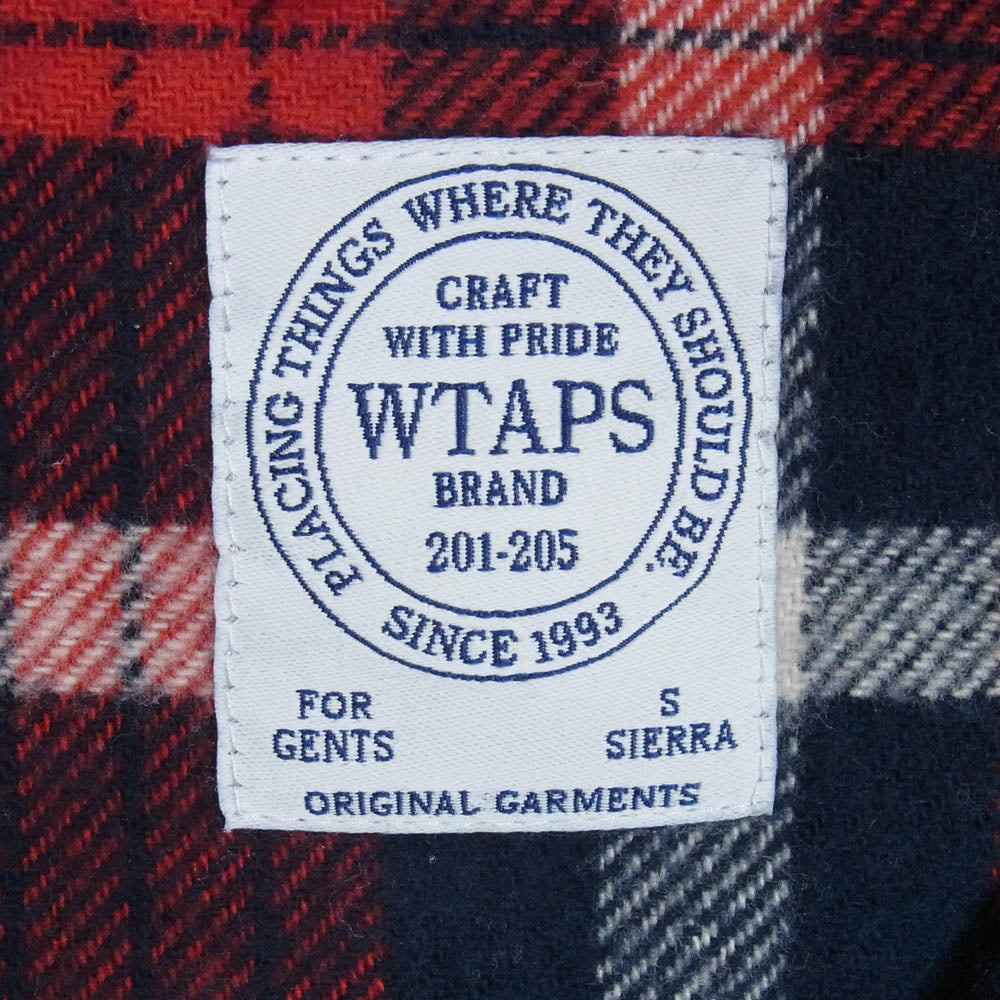 PLACING THINGS WHERE THEY SHOULD BE.
CRAFT
WITH PRIDE
WTAPS
BRAND
201-205
SINCE 1993
FOR
GENTS
S
SIERRA
ORIGINAL GARMENTS